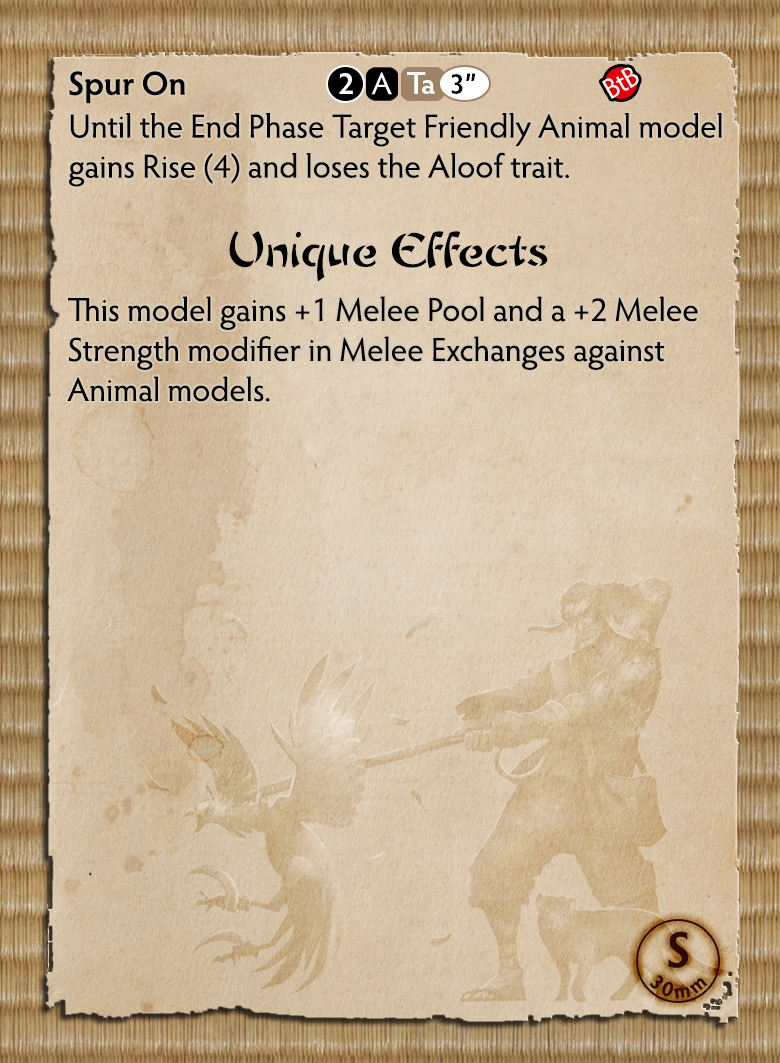 Spur On 2 A Ta 3” BtB
Until the End Phase Target Friendly Animal model
gains Rise (4) and loses the Aloof trait.
Unique Effects
This model gains +1 Melee Pool and a +2 Melee
Strength modifier in Melee Exchanges against
Animal models.
S
30mm